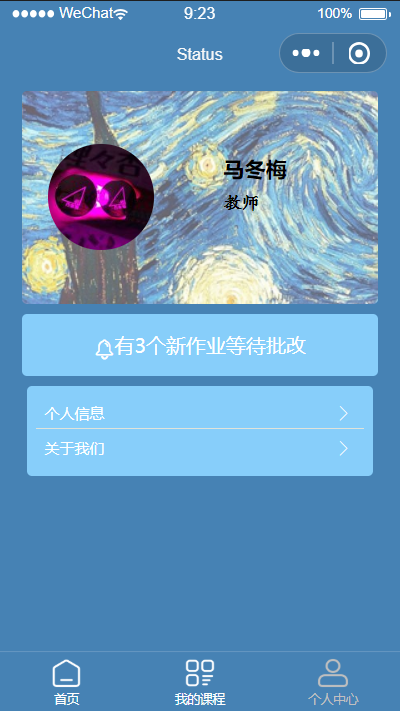 WeChat 9:23 100%
Status
马冬梅
教师
有3个新作业等待批改
个人信息
关于我们
首页 我的课程 个人中心